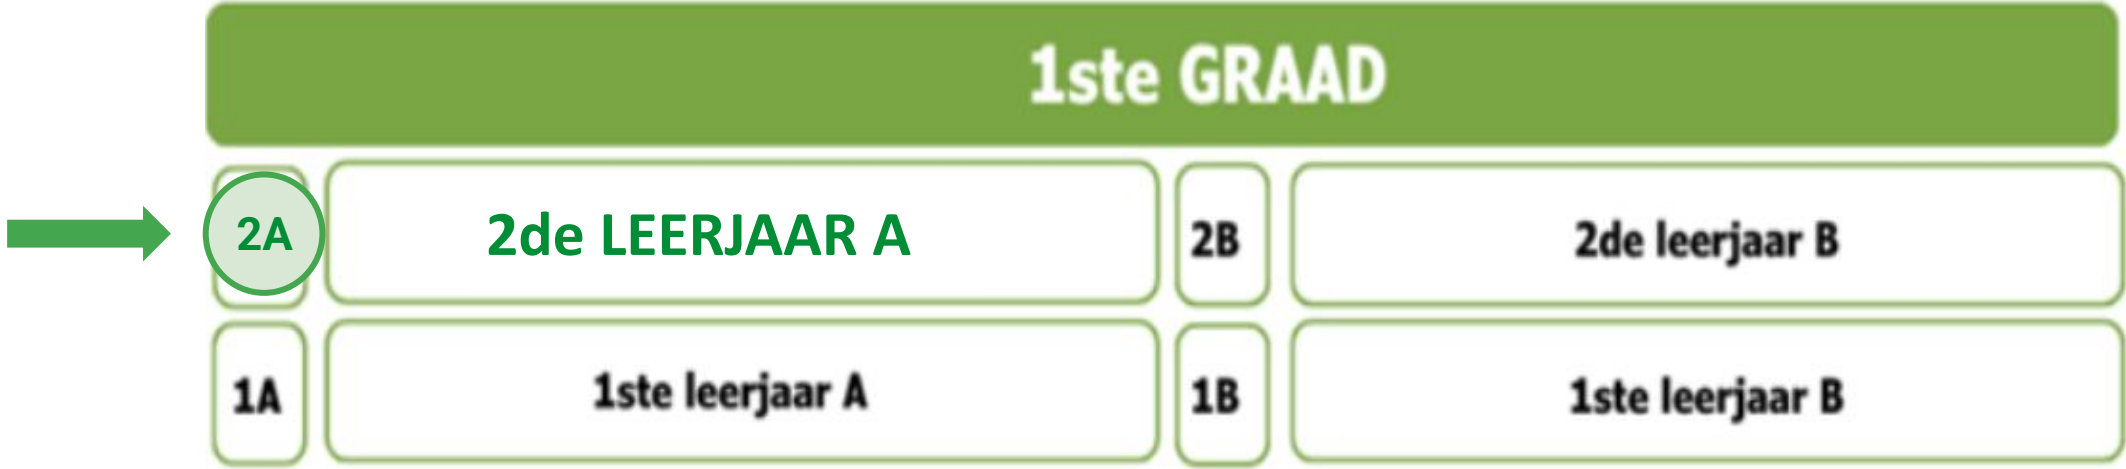 1ste GRAAD
2A 2de LEERJAAR A 2B 2de leerjaar B
1A 1ste leerjaar A 1B 1ste leerjaar B